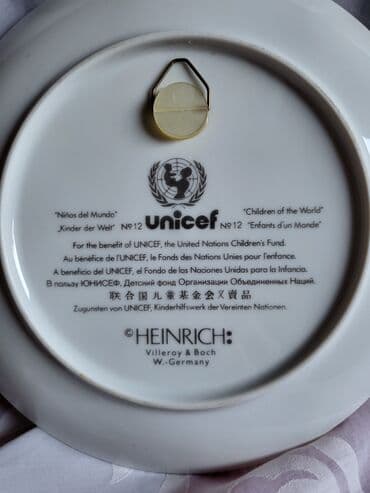 unicef
"Niños del Mundo" "Children of the World"
„Kinder der Welt" Nº12 Nº12 "Enfants d'un Monde"
For the benefit of UNICEF, the United Nations Children's Fund.
Au bénéfice de l'UNICEF, le Fonds des Nations Unies pour l'enfance.
A beneficio del UNICEF, el Fondo de las Naciones Unidas para la Infancia.
В пользу ЮНИСЕФ, Детский фонд Организации Объединенных Наций.
联合国儿童基金会义賣品
Zugunsten von UNICEF, Kinderhilfswerk der Vereinten Nationen.
©HEINRICH:
Villeroy & Boch
W.-Germany